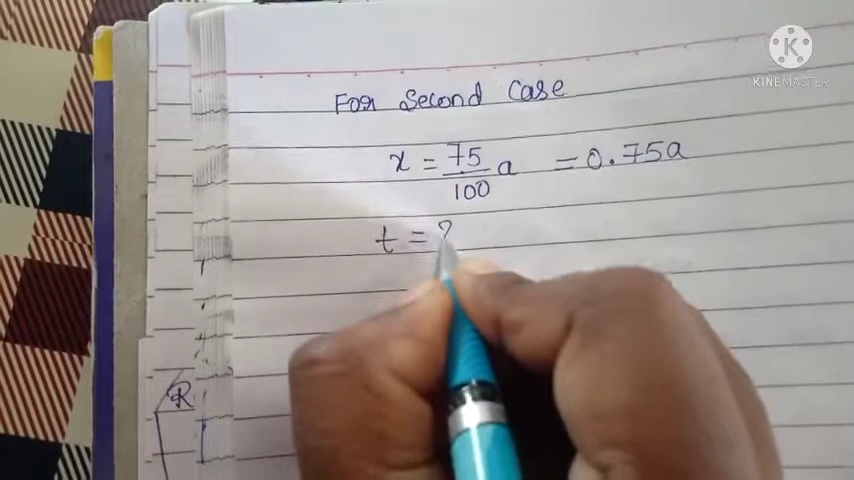 K
KINEMASTER
For Second Case
x = 75/100 a = 0.75a
t = ?
R